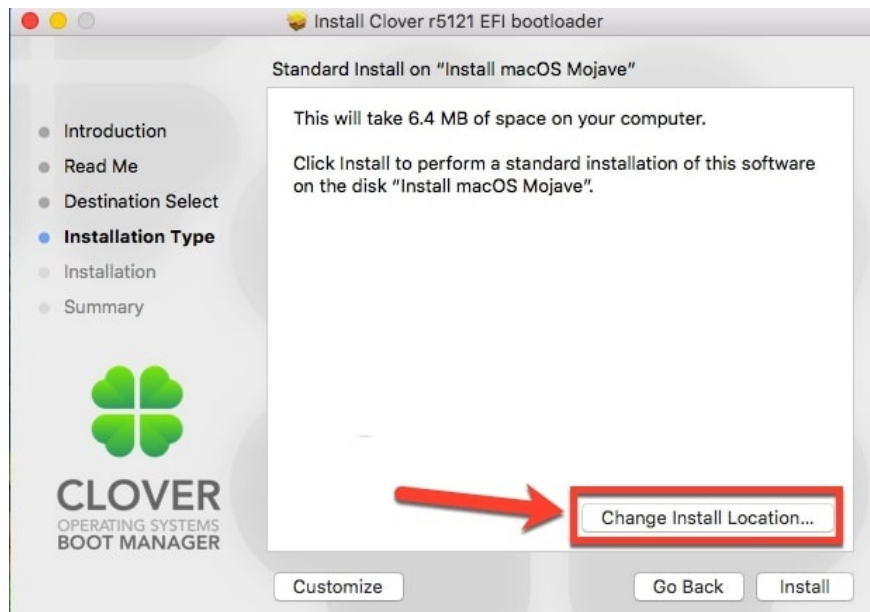 Install Clover r5121 EFI bootloader
Standard Install on “Install macOS Mojave”
Introduction
Read Me
Destination Select
Installation Type
Installation
Summary
This will take 6.4 MB of space on your computer.
Click Install to perform a standard installation of this software
on the disk “Install macOS Mojave”.
CLOVER
OPERATING SYSTEMS
BOOT MANAGER
Change Install Location...
Customize
Go Back
Install